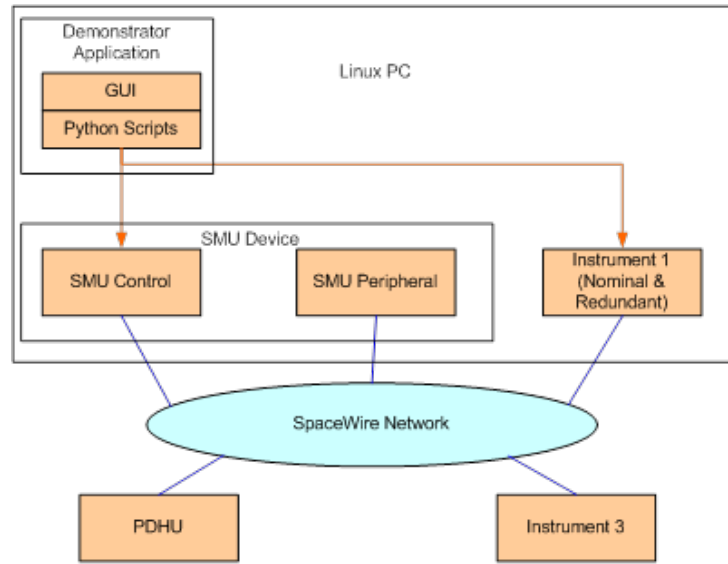 Demonstrator
Application
Linux PC
GUI
Python Scripts
SMU Device
SMU Control
SMU Peripheral
Instrument 1
(Nominal &
Redundant)
SpaceWire Network
PDHU
Instrument 3